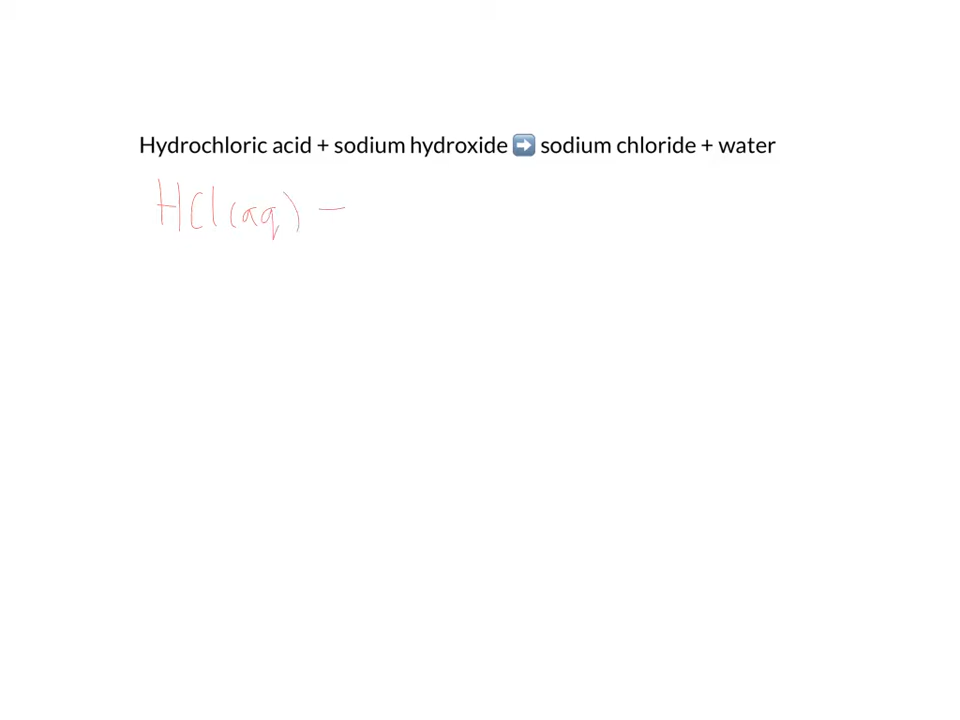 Hydrochloric acid + sodium hydroxide ➡️ sodium chloride + water
HCl(aq) –